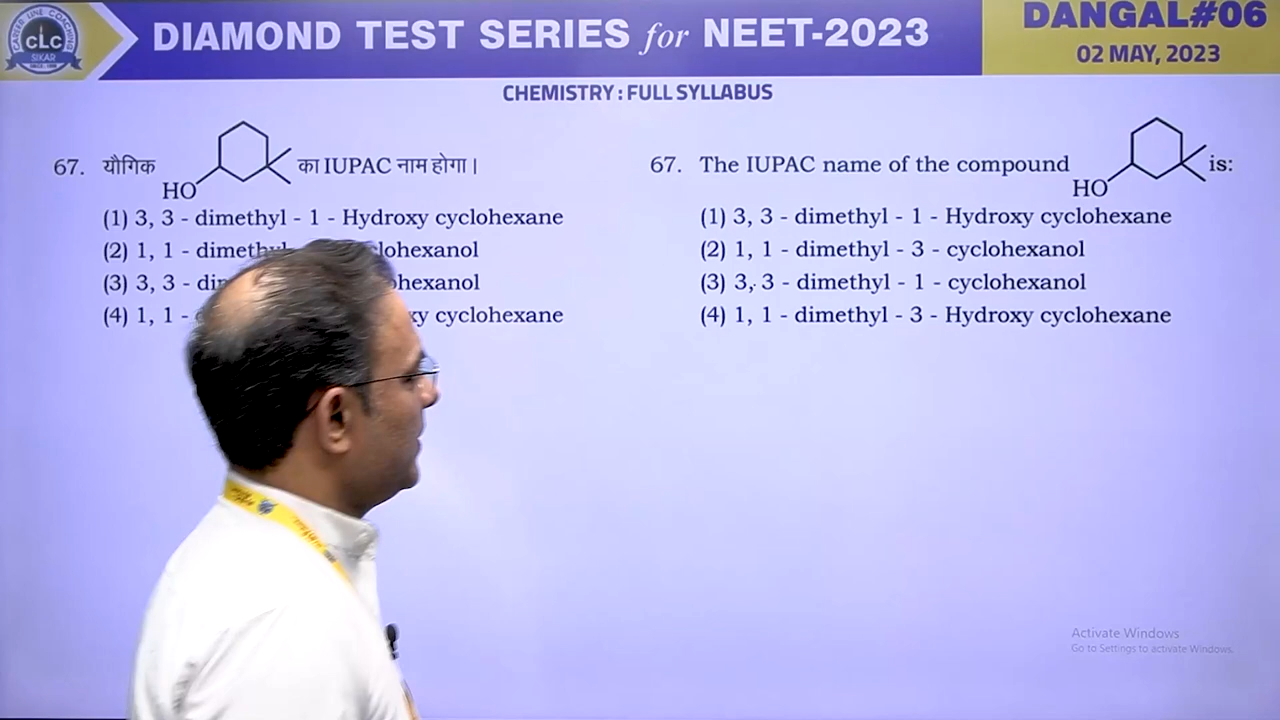 CAREER LINE COACHING
CLC
SIKAR
DIAMOND TEST SERIES for NEET-2023
DANGAL#06
02 MAY, 2023
CHEMISTRY : FULL SYLLABUS
67. यौगिक HO का IUPAC नाम होगा।
(1) 3, 3 - dimethyl - 1 - Hydroxy cyclohexane
(2) 1, 1 -
(3) 3, 3 -
(4) 1, 1 - cyclohexane
67. The IUPAC name of the compound HO is:
(1) 3, 3 - dimethyl - 1 - Hydroxy cyclohexane
(2) 1, 1 - dimethyl - 3 - cyclohexanol
(3) 3, 3 - dimethyl - 1 - cyclohexanol
(4) 1, 1 - dimethyl - 3 - Hydroxy cyclohexane
Activate Windows
Go to Settings to activate Windows.